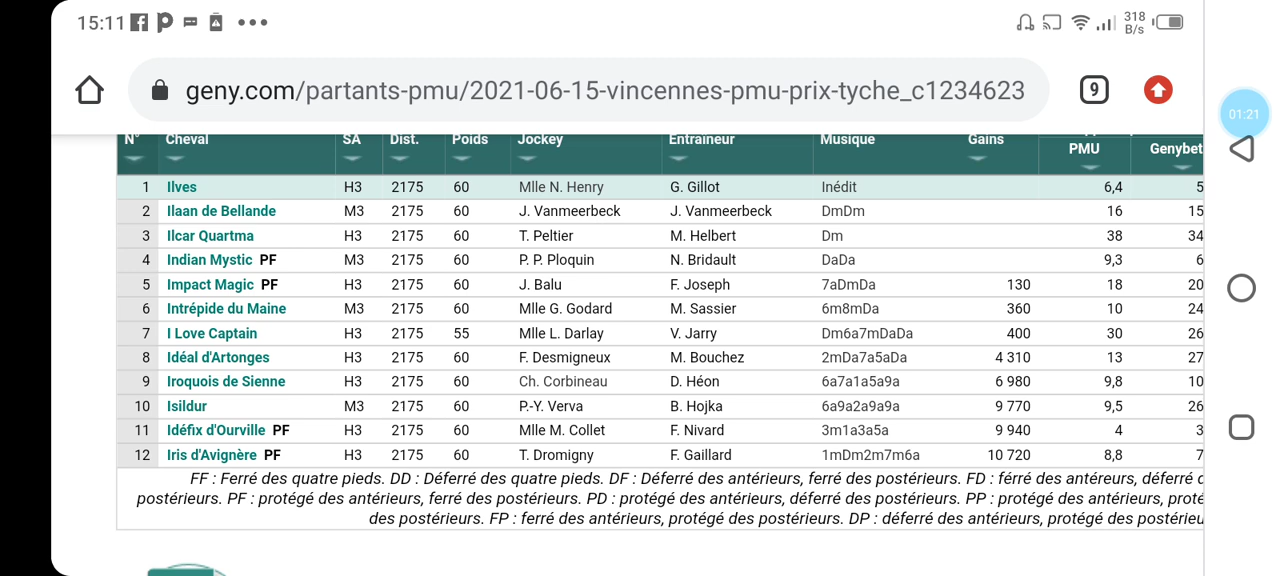 15:11 318 B/s
geny.com/partants-pmu/2021-06-15-vincennes-pmu-prix-tyche_c1234623 9
01:21
N° Cheval SA Dist. Poids Jockey Entraîneur Musique Gains PMU Genybet
1 Ilves H3 2175 60 Mlle N. Henry G. Gillot Inédit 6,4 5
2 Ilaan de Bellande M3 2175 60 J. Vanmeerbeck J. Vanmeerbeck DmDm 16 15
3 Ilcar Quartma H3 2175 60 T. Peltier M. Helbert Dm 38 34
4 Indian Mystic PF M3 2175 60 P. P. Ploquin N. Bridault DaDa 9,3 6
5 Impact Magic PF H3 2175 60 J. Balu F. Joseph 7aDmDa 130 18 20
6 Intrépide du Maine M3 2175 60 Mlle G. Godard M. Sassier 6m8mDa 360 10 24
7 I Love Captain H3 2175 55 Mlle L. Darlay V. Jarry Dm6a7mDaDa 400 30 26
8 Idéal d'Artonges H3 2175 60 F. Desmigneux M. Bouchez 2mDa7a5aDa 4 310 13 27
9 Iroquois de Sienne H3 2175 60 Ch. Corbineau D. Héon 6a7a1a5a9a 6 980 9,8 10
10 Isildur M3 2175 60 P.-Y. Verva B. Hojka 6a9a2a9a9a 9 770 9,5 26
11 Idéfix d'Ourville PF H3 2175 60 Mlle M. Collet F. Nivard 3m1a3a5a 9 940 4 3
12 Iris d'Avignère PF H3 2175 60 T. Dromigny F. Gaillard 1mDm2m7m6a 10 720 8,8 7
FF : Ferré des quatre pieds. DD : Déferré des quatre pieds. DF : Déferré des antérieurs, ferré des postérieurs. FD : férré des antéreurs, déferré
postérieurs. PF : protégé des antérieurs, ferré des postérieurs. PD : protégé des antérieurs, déferré des postérieurs. PP : protégé des antérieurs, proté
des postérieurs. FP : ferré des antérieurs, protégé des postérieurs. DP : déferré des antérieurs, protégé des postérieu